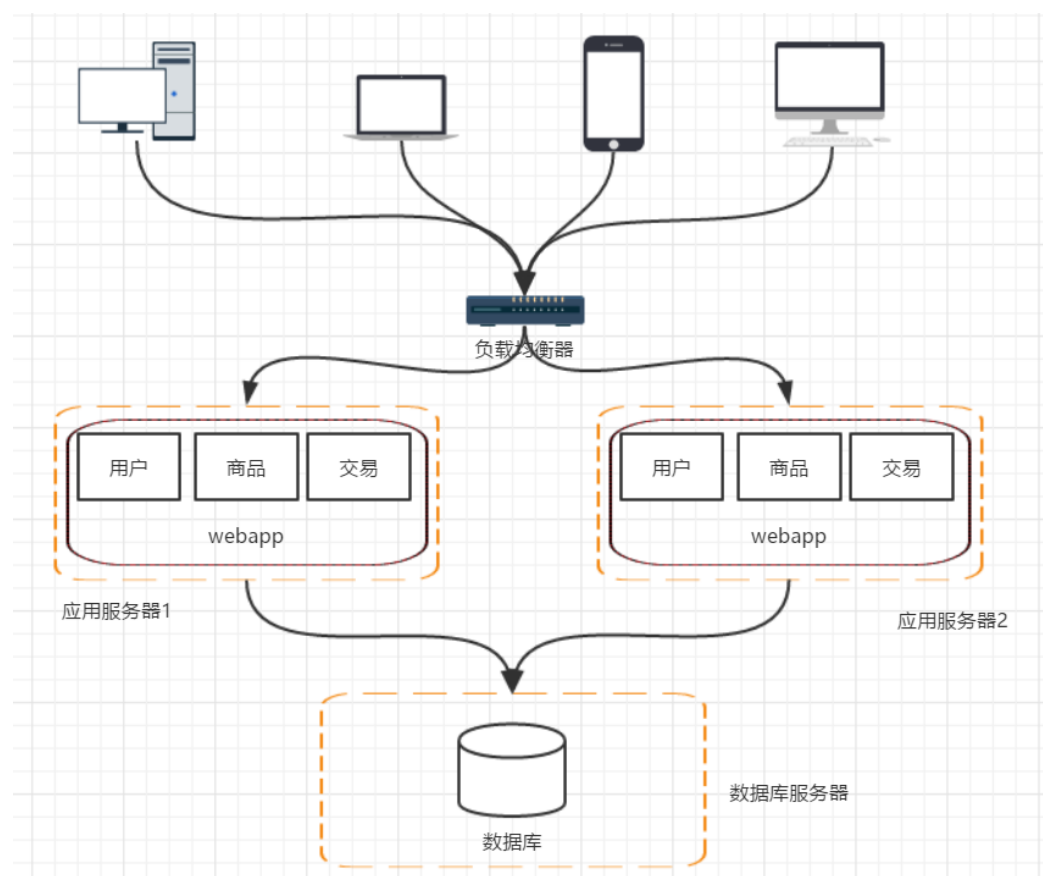 负载均衡器
用户 商品 交易
webapp
用户 商品 交易
webapp
应用服务器1
应用服务器2
数据库服务器
数据库